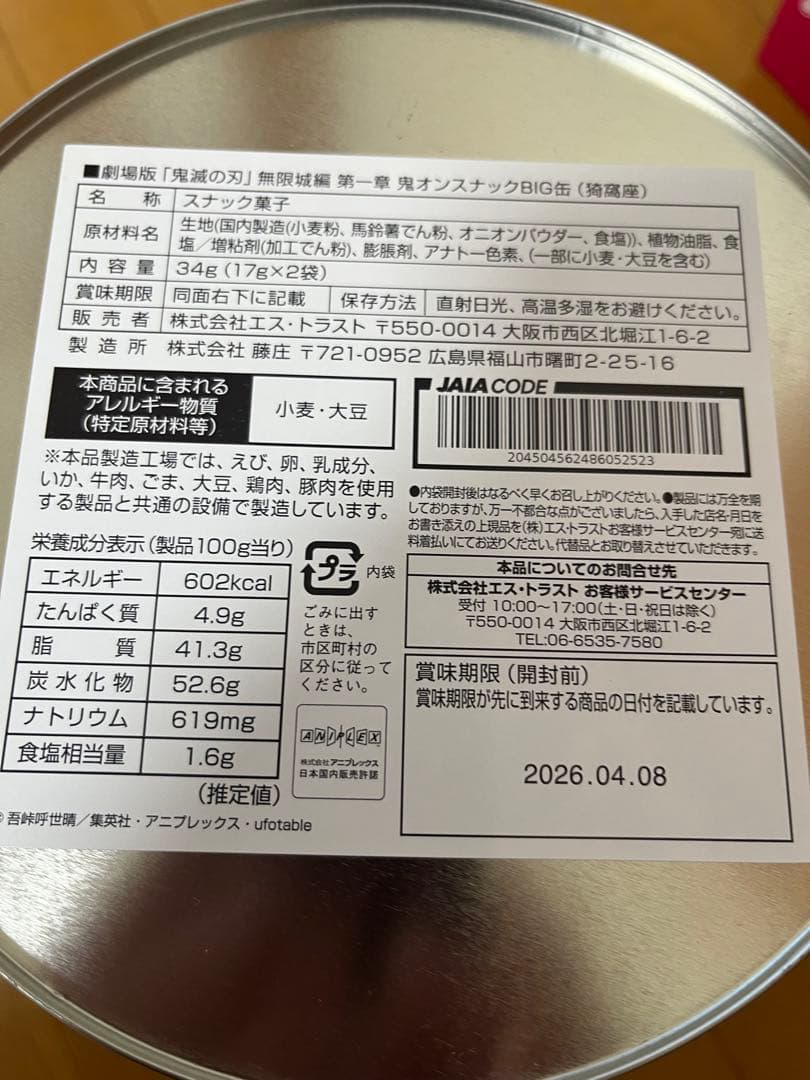 ■劇場版「鬼滅の刃」無限城編 第一章 鬼オンスナックBIG缶(猗窩座)
名称 スナック菓子
原材料名 生地(国内製造(小麦粉、馬鈴薯でん粉、オニオンパウダー、食塩))、植物油脂、食
塩/増粘剤(加工でん粉)、膨脹剤、アナトー色素、(一部に小麦・大豆を含む)
内容量 34g(17g×2袋)
賞味期限 同面右下に記載 保存方法 直射日光、高温多湿をお避けください。
販売者 株式会社エス・トラスト 〒550-0014 大阪市西区北堀江1-6-2
製造所 株式会社 藤庄 〒721-0952 広島県福山市曙町2-25-16
本商品に含まれる
アレルギー物質
(特定原材料等)
小麦・大豆
※本品製造工場では、えび、卵、乳成分、
いか、牛肉、ごま、大豆、鶏肉、豚肉を使用
する製品と共通の設備で製造しています。
JAIA CODE
204504562486052523
●内袋開封後はなるべく早くお召し上がりください。●製品には万全を期
しておりますが、万一不都合な点がございましたら、入手した店名・月日を
お書き添えの上現品を(株)エストラストお客様サービスセンター宛に送
料着払いにてお送りください。代替品とお取り替えさせていただきます。
栄養成分表示(製品100g当り)
エネルギー 602kcal
たんぱく質 4.9g
脂質 41.3g
炭水化物 52.6g
ナトリウム 619mg
食塩相当量 1.6g
(推定値)
プラ 内袋
ごみに出す
ときは、
市区町村の
区分に従って
ください。
ANIPLEX
株式会社アニプレックス
日本国内販売許諾
本品についてのお問合せ先
株式会社エス・トラスト お客様サービスセンター
受付 10:00〜17:00(土・日・祝日は除く)
〒550-0014 大阪市西区北堀江1-6-2
TEL:06-6535-7580
賞味期限(開封前)
賞味期限が先に到来する商品の日付を記載しています。
2026.04.08
©吾峠呼世晴/集英社・アニプレックス・ufotable